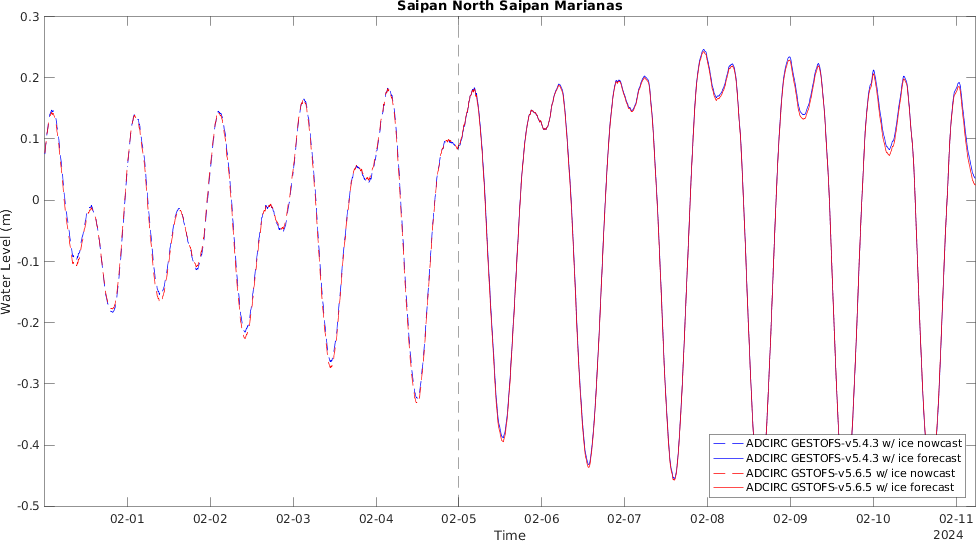 Saipan North Saipan Marianas
0.3
0.2
0.1
0
-0.1
-0.2
-0.3
-0.4
-0.5
Water Level (m)
ADCIRC GESTOFS-v5.4.3 w/ ice nowcast
ADCIRC GESTOFS-v5.4.3 w/ ice forecast
ADCIRC GSTOFS-v5.6.5 w/ ice nowcast
ADCIRC GSTOFS-v5.6.5 w/ ice forecast
02-01 02-02 02-03 02-04 02-05 02-06 02-07 02-08 02-09 02-10 02-11
Time
2024